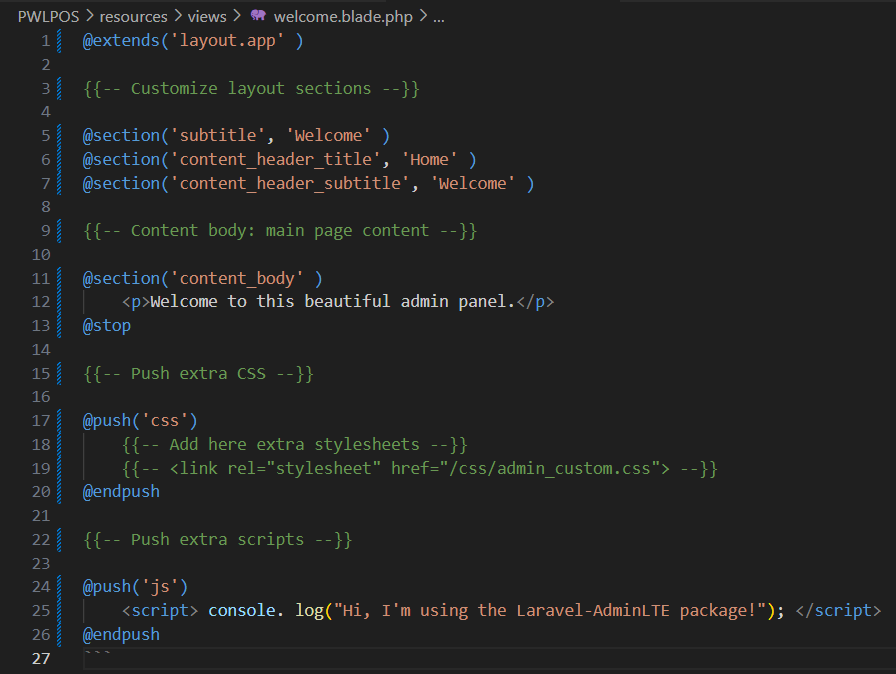 PWLPOS > resources > views > welcome.blade.php > ...
1 @extends('layout.app' )
2
3 {{-- Customize layout sections --}}
4
5 @section('subtitle', 'Welcome' )
6 @section('content_header_title', 'Home' )
7 @section('content_header_subtitle', 'Welcome' )
8
9 {{-- Content body: main page content --}}
10
11 @section('content_body' )
12     <p>Welcome to this beautiful admin panel.</p>
13 @stop
14
15 {{-- Push extra CSS --}}
16
17 @push('css')
18     {{-- Add here extra stylesheets --}}
19     {{-- <link rel="stylesheet" href="/css/admin_custom.css"> --}}
20 @endpush
21
22 {{-- Push extra scripts --}}
23
24 @push('js')
25     <script> console. log("Hi, I'm using the Laravel-AdminLTE package!"); </script>
26 @endpush
27 ```